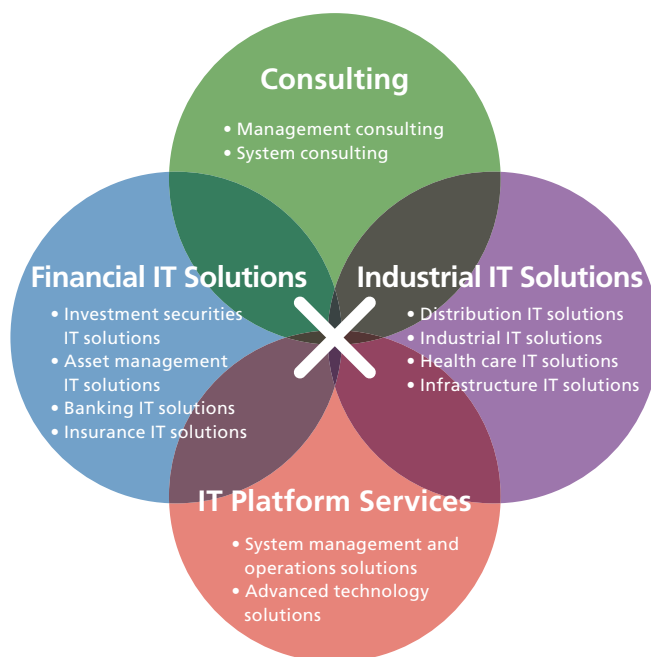 Consulting
• Management consulting
• System consulting
Financial IT Solutions
• Investment securities
IT solutions
• Asset management
IT solutions
• Banking IT solutions
• Insurance IT solutions
Industrial IT Solutions
• Distribution IT solutions
• Industrial IT solutions
• Health care IT solutions
• Infrastructure IT solutions
IT Platform Services
• System management and
operations solutions
• Advanced technology
solutions